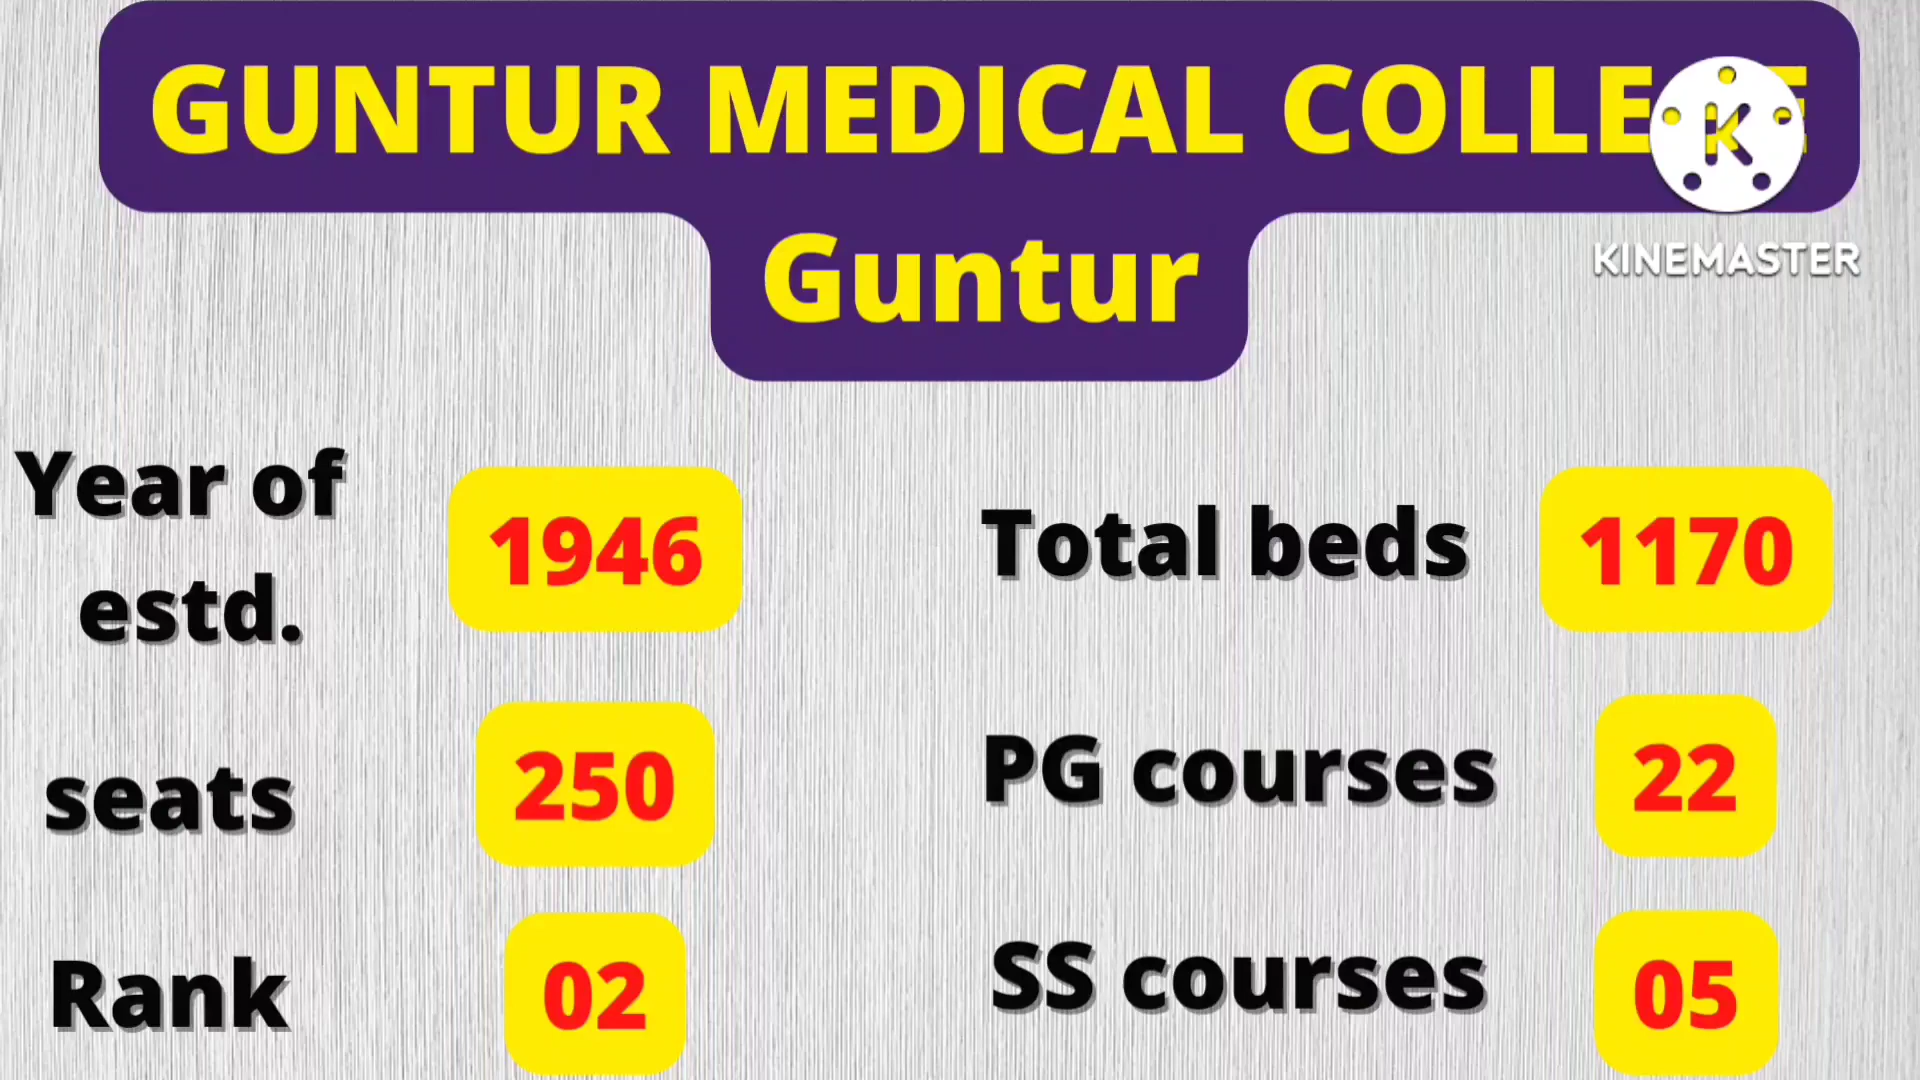 GUNTUR MEDICAL COLLEGE
Guntur
KINEMASTER
Year of
estd.
1946
Total beds
1170
seats
250
PG courses
22
Rank
02
SS courses
05